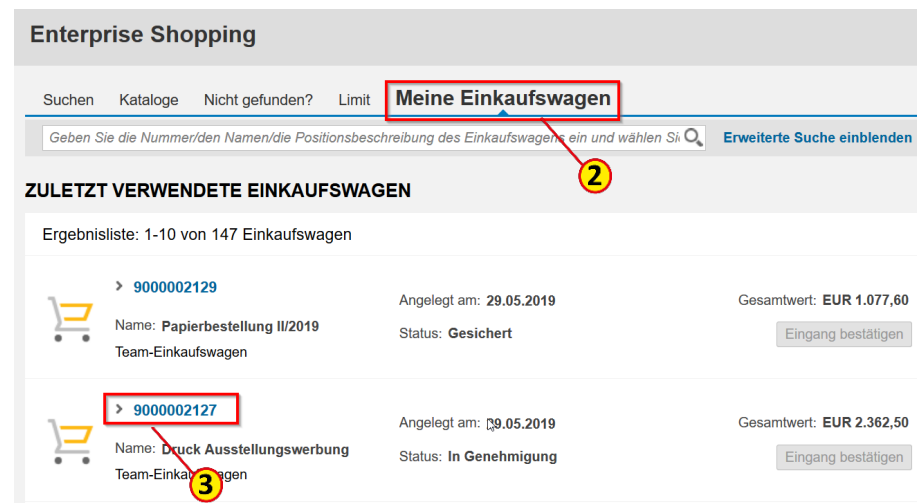 Enterprise Shopping
Suchen Kataloge Nicht gefunden? Limit Meine Einkaufswagen
Geben Sie die Nummer/den Namen/die Positionsbeschreibung des Einkaufswagens ein und wählen Si Erweiterte Suche einblenden
2
ZULETZT VERWENDETE EINKAUFSWAGEN
Ergebnisliste: 1-10 von 147 Einkaufswagen
9000002129
Angelegt am: 29.05.2019 Gesamtwert: EUR 1.077,60
Name: Papierbestellung II/2019 Status: Gesichert Eingang bestätigen
Team-Einkaufswagen
9000002127
Angelegt am: 09.05.2019 Gesamtwert: EUR 2.362,50
Name: Druck Ausstellungswerbung Status: In Genehmigung Eingang bestätigen
Team-Einkaufswagen
3